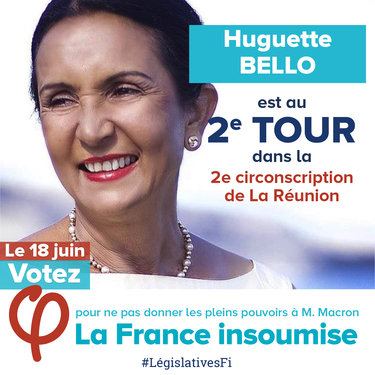 Huguette
BELLO
est au
2e TOUR
dans la
2e circonscription
de La Réunion
Le 18 juin
Votez
φ
pour ne pas donner les pleins pouvoirs à M. Macron
La France insoumise
#LégislativesFi